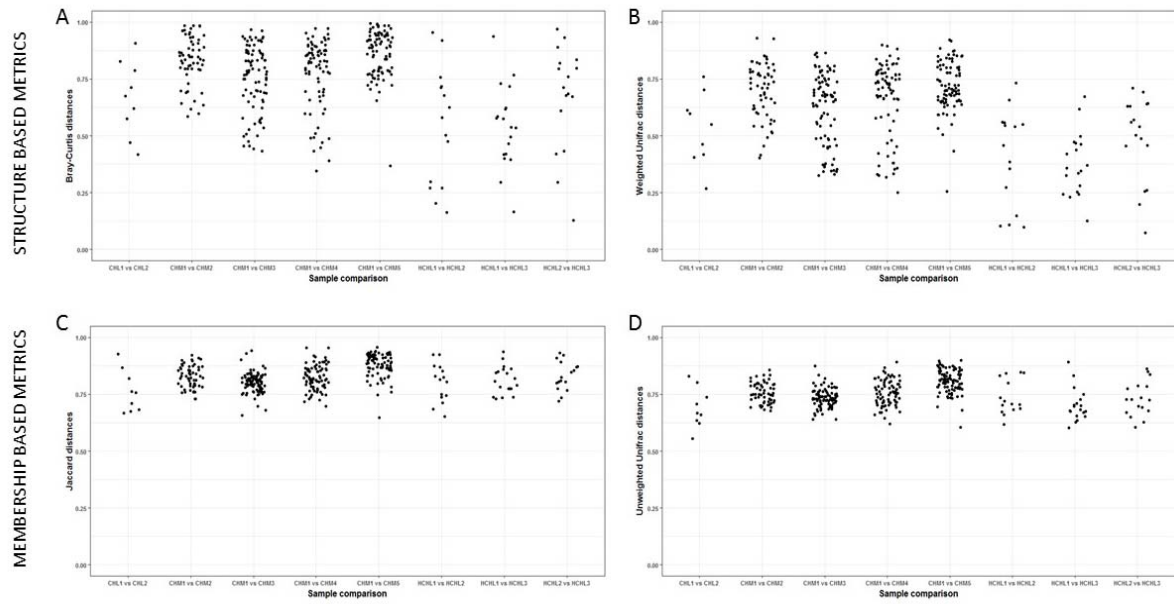 A
B
STRUCTURE BASED METRICS
Bray-Curtis distances
1.00
0.75
0.50
0.25
0.00
CHL1 vs CHL2 CHM1 vs CHM2 CHM1 vs CHM3 CHM1 vs CHM4 CHM1 vs CHM5 HCHL1 vs HCHL2 HCHL1 vs HCHL3 HCHL2 vs HCHL3
Sample comparison
Weighted Unifrac distances
1.00
0.75
0.50
0.25
0.00
CHL1 vs CHL2 CHM1 vs CHM2 CHM1 vs CHM3 CHM1 vs CHM4 CHM1 vs CHM5 HCHL1 vs HCHL2 HCHL1 vs HCHL3 HCHL2 vs HCHL3
Sample comparison
C
D
MEMBERSHIP BASED METRICS
Jaccard distances
1.00
0.75
0.50
0.25
0.00
CHL1 vs CHL2 CHM1 vs CHM2 CHM1 vs CHM3 CHM1 vs CHM4 CHM1 vs CHM5 HCHL1 vs HCHL2 HCHL1 vs HCHL3 HCHL2 vs HCHL3
Sample comparison
Unweighted Unifrac distances
1.00
0.75
0.50
0.25
0.00
CHL1 vs CHL2 CHM1 vs CHM2 CHM1 vs CHM3 CHM1 vs CHM4 CHM1 vs CHM5 HCHL1 vs HCHL2 HCHL1 vs HCHL3 HCHL2 vs HCHL3
Sample comparison